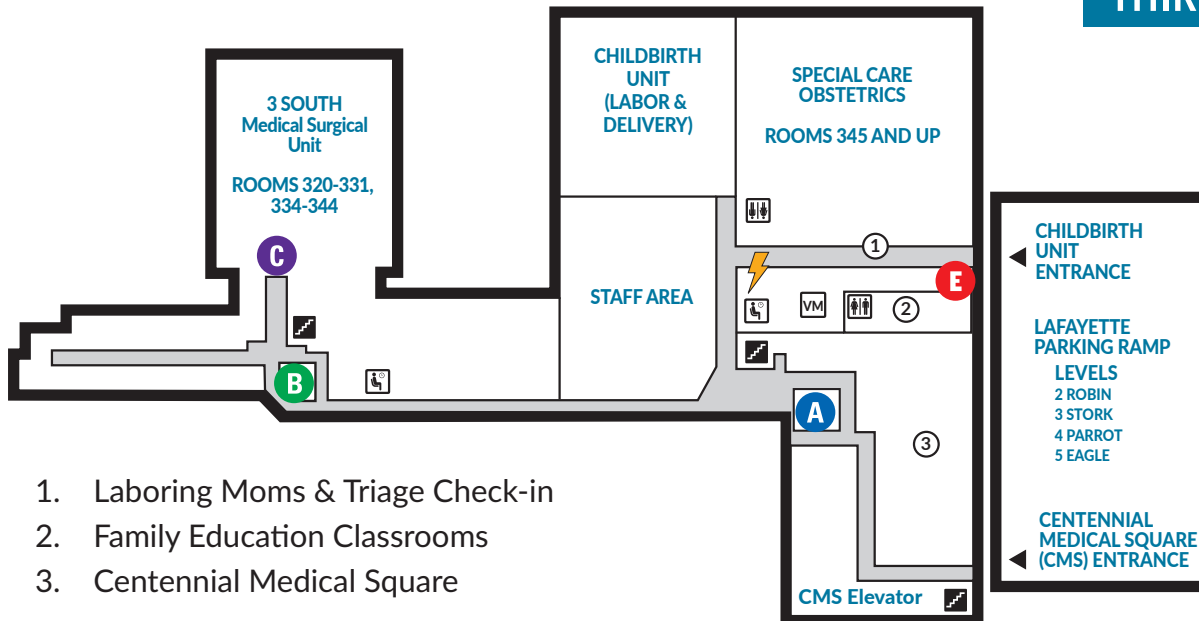 THIR
CHILDBIRTH
UNIT
(LABOR &
DELIVERY)
SPECIAL CARE
OBSTETRICS
ROOMS 345 AND UP
3 SOUTH
Medical Surgical
Unit
ROOMS 320-331,
334-344
C
1
E
STAFF AREA
VM
2
B
A
3
CHILDBIRTH
UNIT
ENTRANCE
LAFAYETTE
PARKING RAMP
LEVELS
2 ROBIN
3 STORK
4 PARROT
5 EAGLE
CENTENNIAL
MEDICAL SQUARE
(CMS) ENTRANCE
1. Laboring Moms & Triage Check-in
2. Family Education Classrooms
3. Centennial Medical Square
CMS Elevator